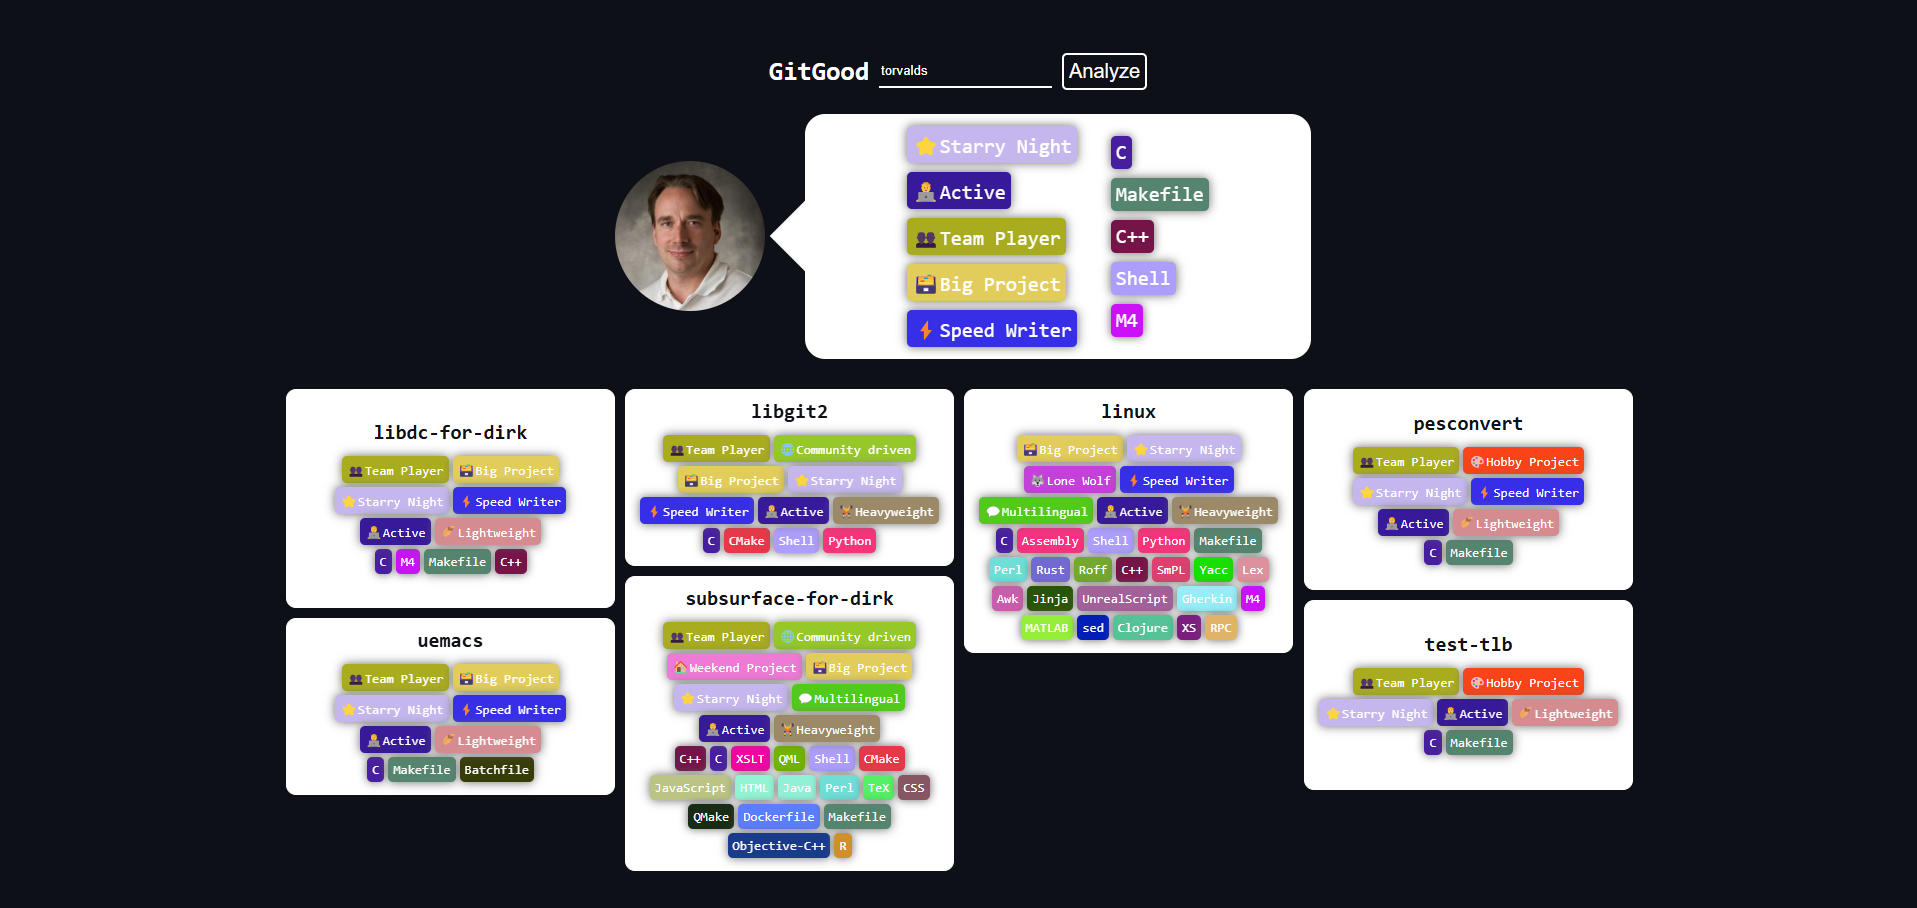 GitGood torvalds Analyze
Starry Night
Active
Team Player
Big Project
Speed Writer
C
Makefile
C++
Shell
M4
libdc-for-dirk
Team Player Big Project
Starry Night Speed Writer
Active Lightweight
C M4 Makefile C++
uemacs
Team Player Big Project
Starry Night Speed Writer
Active Lightweight
C Makefile Batchfile
libgit2
Team Player Community driven
Big Project Starry Night
Speed Writer Active Heavyweight
C CMake Shell Python
subsurface-for-dirk
Team Player Community driven
Weekend Project Big Project
Starry Night Multilingual
Active Heavyweight
C++ C XSLT QML Shell CMake
JavaScript HTML Java Perl TeX CSS
QMake Dockerfile Makefile
Objective-C++ R
linux
Big Project Starry Night
Lone Wolf Speed Writer
Multilingual Active Heavyweight
C Assembly Shell Python Makefile
Perl Rust Roff C++ SmPL Yacc Lex
Awk Jinja UnrealScript Gherkin M4
MATLAB sed Clojure XS RPC
pesconvert
Team Player Hobby Project
Starry Night Speed Writer
Active Lightweight
C Makefile
test-tlb
Team Player Hobby Project
Starry Night Active Lightweight
C Makefile